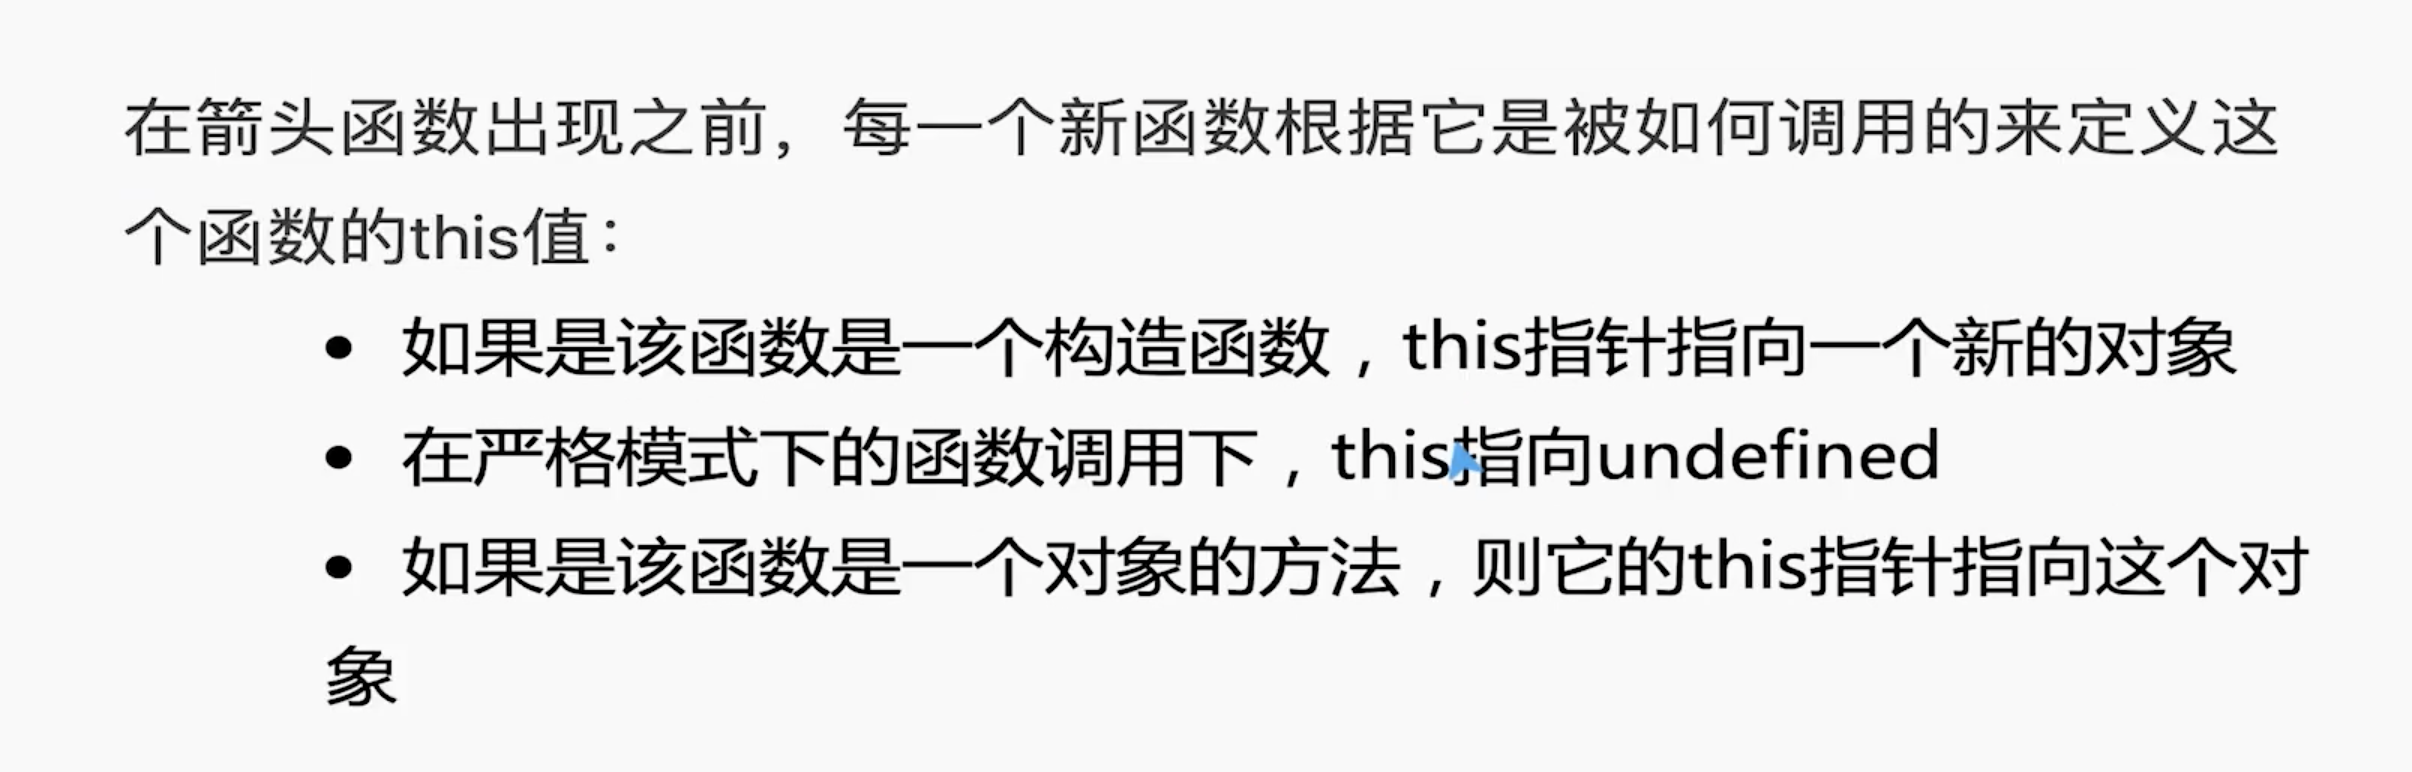 在箭头函数出现之前，每一个新函数根据它是被如何调用的来定义这
个函数的this值：
• 如果是该函数是一个构造函数，this指针指向一个新的对象
• 在严格模式下的函数调用下，this指向undefined
• 如果是该函数是一个对象的方法，则它的this指针指向这个对
象